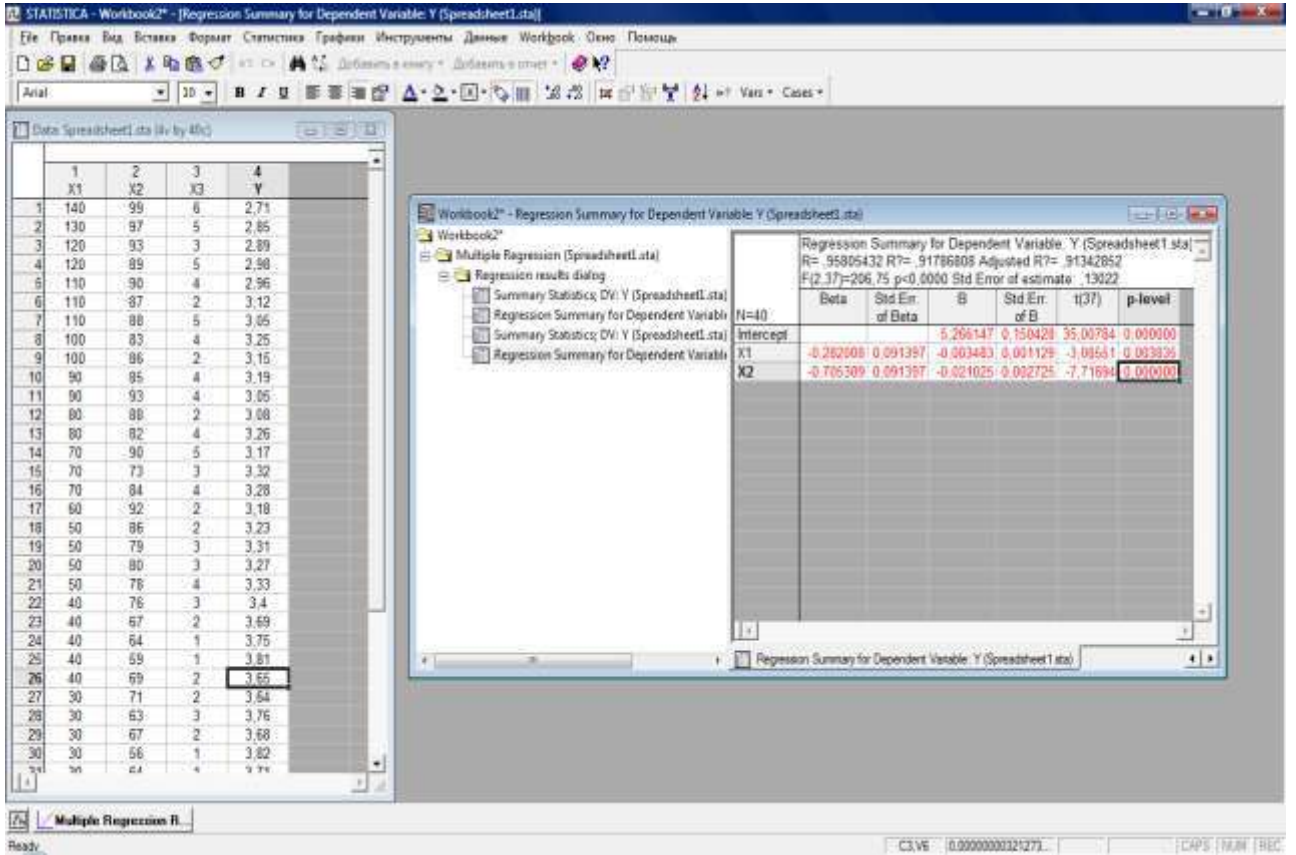 STATISTICA - Workbook2* - [Regression Summary for Dependent Variable: Y (Spreadsheet1.sta)]
File Правка Вид Вставка Формат Статистика Графики Инструменты Данные Workbook Окно Помощь
Добавить в книгу Добавить в отчет
Arial 10 B I U Vars Cases
Data: Spreadsheet1.sta (4v by 40c)
1 2 3 4
X1 X2 X3 Y
1 140 99 6 2,71
2 130 97 5 2,85
3 120 93 3 2,89
4 120 89 5 2,98
5 110 90 4 2,96
6 110 87 2 3,12
7 110 88 5 3,05
8 100 83 4 3,25
9 100 86 2 3,15
10 90 85 4 3,19
11 90 93 4 3,05
12 80 88 2 3,08
13 80 82 4 3,26
14 70 90 5 3,17
15 70 73 3 3,32
16 70 84 4 3,28
17 60 92 2 3,18
18 50 86 2 3,23
19 50 79 3 3,31
20 50 80 3 3,27
21 50 78 4 3,33
22 40 76 3 3,4
23 40 67 2 3,69
24 40 64 1 3,75
25 40 59 1 3,81
26 40 69 2 3,65
27 30 71 2 3,64
28 30 63 3 3,76
29 30 67 2 3,68
30 30 56 1 3,82
Workbook2* - Regression Summary for Dependent Variable: Y (Spreadsheet1.sta)
Workbook2*
Multiple Regression (Spreadsheet1.sta)
Regression results dialog
Summary Statistics; DV: Y (Spreadsheet1.sta)
Regression Summary for Dependent Variable
Summary Statistics; DV: Y (Spreadsheet1.sta)
Regression Summary for Dependent Variable
Regression Summary for Dependent Variable: Y (Spreadsheet1.sta)
R= ,95805432 R?= ,91786808 Adjusted R?= ,91342852
F(2,37)=206,75 p<0,0000 Std.Error of estimate: ,13022
N=40 Beta Std.Err. of Beta B Std.Err. of B t(37) p-level
Intercept 5,266147 0,150428 35,00784 0,000000
X1 -0,282008 0,091397 -0,003483 0,001129 -3,08551 0,003836
X2 -0,705309 0,091397 -0,021025 0,002725 -7,71694 0,000000
Regression Summary for Dependent Variable: Y (Spreadsheet1.sta)
Multiple Regression R...
Ready C3,V6 CAPS NUM REC